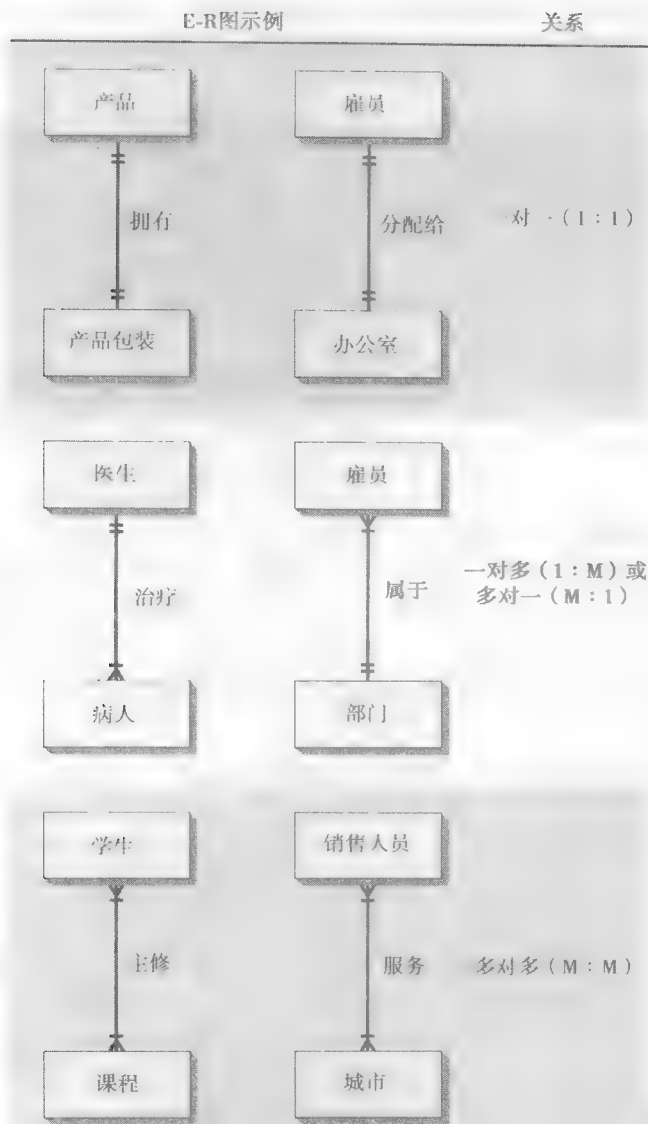 E-R图示例 关系
产品 雇员
拥有 分配给 一对一(1:1)
产品包装 办公室
医生 雇员
治疗 属于 一对多(1:M)或
多对一(M:1)
病人 部门
学生 销售人员
主修 服务 多对多(M:M)
课程 城市